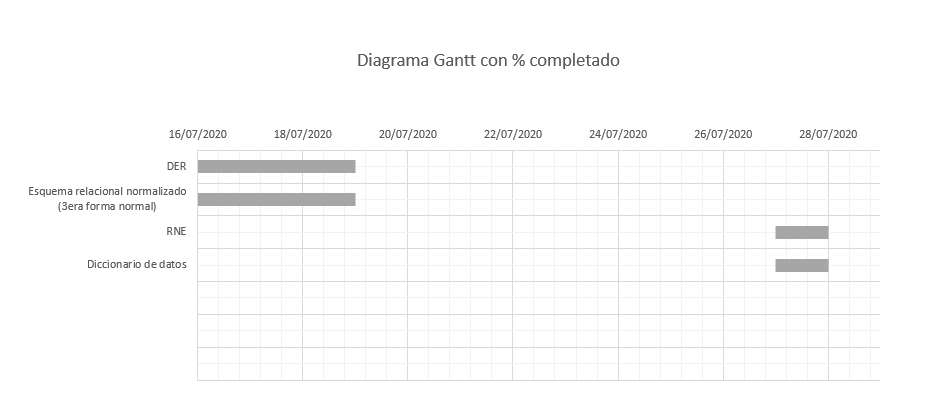 Diagrama Gantt con % completado
16/07/2020 18/07/2020 20/07/2020 22/07/2020 24/07/2020 26/07/2020 28/07/2020
DER
Esquema relacional normalizado
(3era forma normal)
RNE
Diccionario de datos